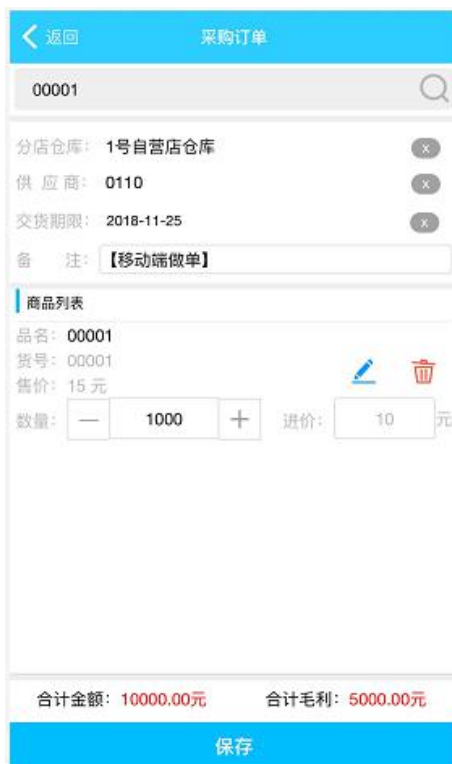 返回 采购订单
00001
分店仓库: 1号自营店仓库 x
供 应 商: 0110 x
交货期限: 2018-11-25 x
备 注: 【移动端做单】
商品列表
品名: 00001
货号: 00001
售价: 15 元
数量: — 1000 + 进价: 10 元
合计金额: 10000.00元 合计毛利: 5000.00元
保存